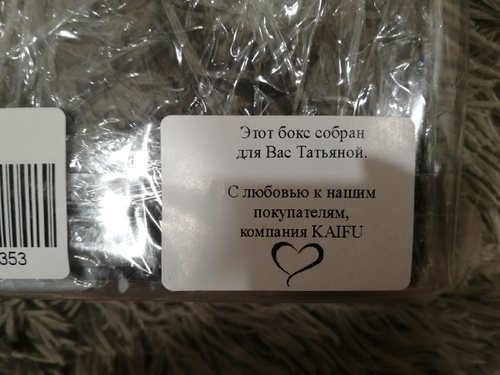 Этот бокс собран
для Вас Татьяной.
С любовью к нашим
покупателям,
компания KAIFU
353